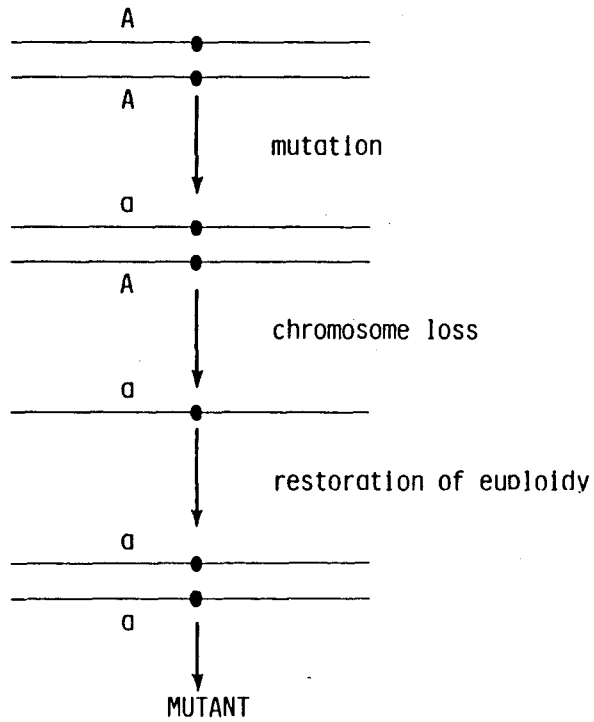 A
A
mutation
a
A
chromosome loss
a
restoration of euploidy
a
a
MUTANT